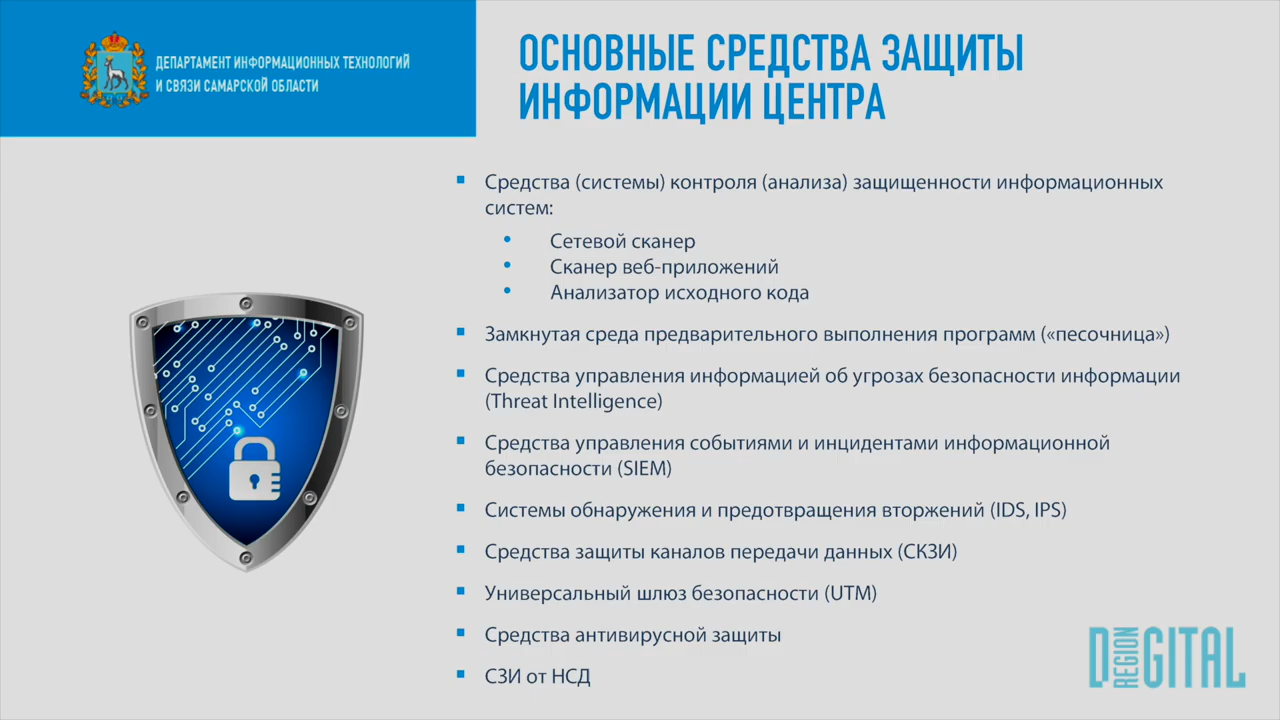 ДЕПАРТАМЕНТ ИНФОРМАЦИОННЫХ ТЕХНОЛОГИЙ
И СВЯЗИ САМАРСКОЙ ОБЛАСТИ
ОСНОВНЫЕ СРЕДСТВА ЗАЩИТЫ
ИНФОРМАЦИИ ЦЕНТРА
Средства (системы) контроля (анализа) защищенности информационных
систем:
Сетевой сканер
Сканер веб-приложений
Анализатор исходного кода
Замкнутая среда предварительного выполнения программ («песочница»)
Средства управления информацией об угрозах безопасности информации
(Threat Intelligence)
Средства управления событиями и инцидентами информационной
безопасности (SIEM)
Системы обнаружения и предотвращения вторжений (IDS, IPS)
Средства защиты каналов передачи данных (СКЗИ)
Универсальный шлюз безопасности (UTM)
Средства антивирусной защиты
СЗИ от НСД
D REGION GITAL